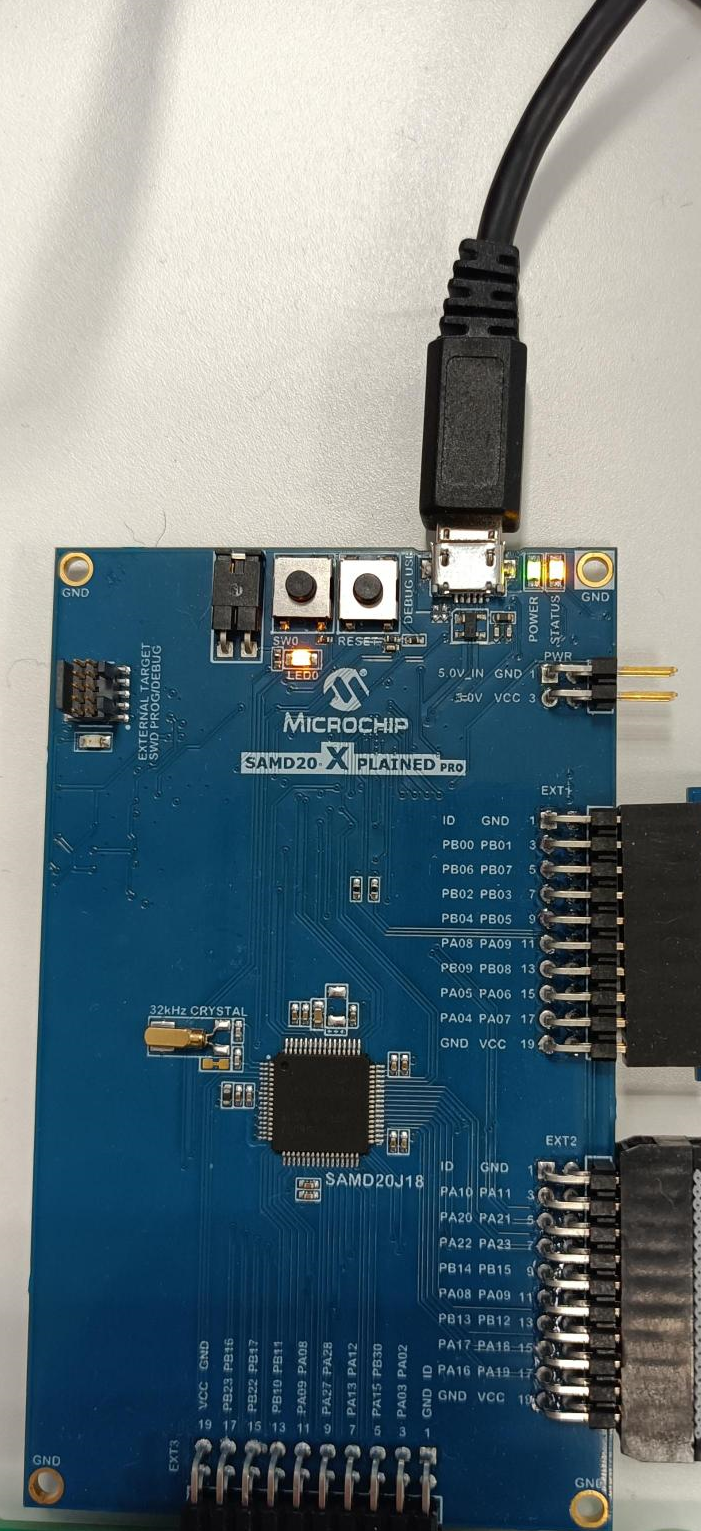 GND
GND
DEBUG USB
POWER
STATUS
SW0
RESET
LED0
EXTERNAL TARGET
SWD PROG/DEBUG
PWR
5.0V_IN GND 1
VCC 3
MICROCHIP
SAMD20-XPLAINED PRO
EXT1
ID GND 1
PB00 PB01 3
PB06 PB07 5
PB02 PB03 7
PB04 PB05 9
PA08 PA09 11
PB09 PB08 13
PA05 PA06 15
PA04 PA07 17
GND VCC 19
32kHz CRYSTAL
SAMD20J18
EXT2
ID GND 1
PA10 PA11 3
PA20 PA21 5
PA22 PA23 7
PB14 PB15 9
PA08 PA09 11
PB13 PB12 13
PA17 PA18 15
PA16 PA19 17
GND VCC 19
EXT3
19 VCC GND
17 PB23 PB16
15 PB22 PB17
13 PB10 PB11
11 PA09 PA08
9 PA27 PA28
7 PA13 PA12
5 PA15 PB30
3 PA03 PA02
1 GND ID
GND
GND